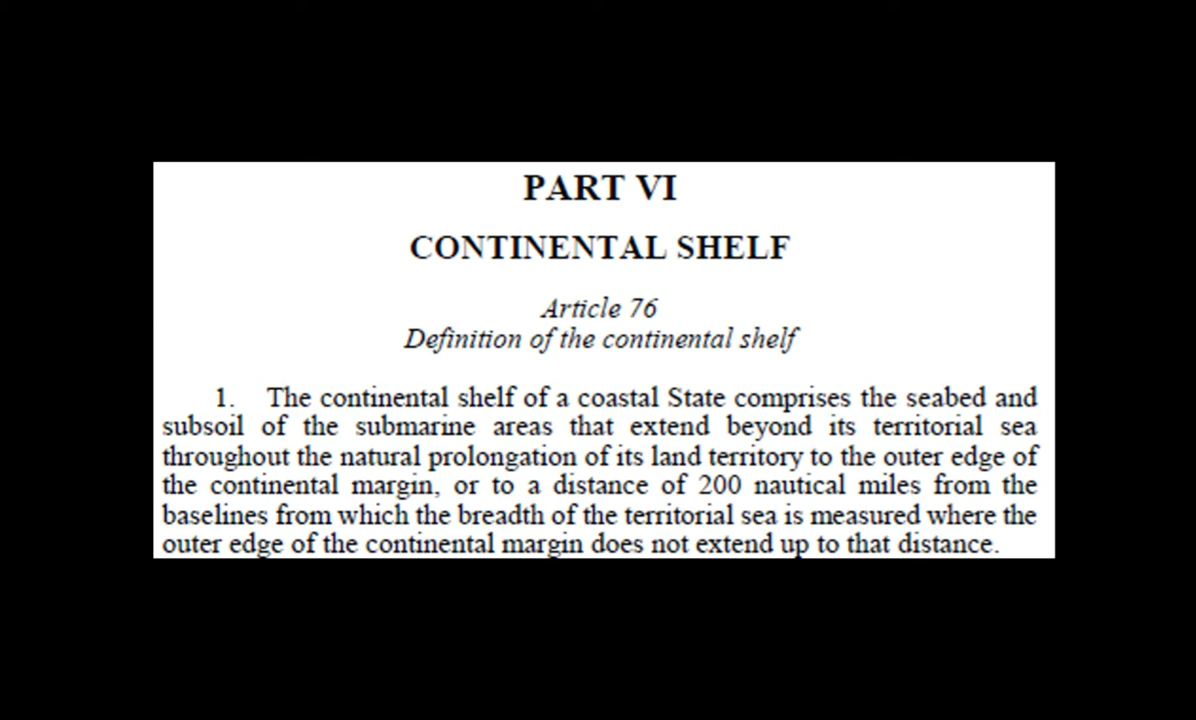 PART VI
CONTINENTAL SHELF
Article 76
Definition of the continental shelf
1. The continental shelf of a coastal State comprises the seabed and
subsoil of the submarine areas that extend beyond its territorial sea
throughout the natural prolongation of its land territory to the outer edge of
the continental margin, or to a distance of 200 nautical miles from the
baselines from which the breadth of the territorial sea is measured where the
outer edge of the continental margin does not extend up to that distance.